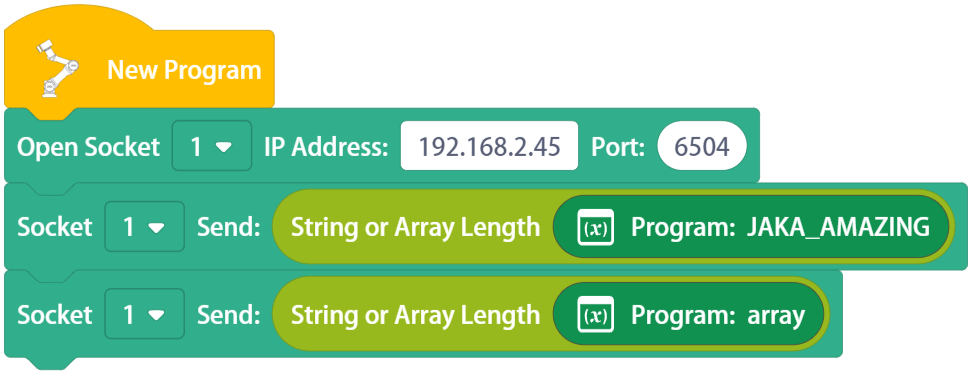 New Program
Open Socket 1 IP Address: 192.168.2.45 Port: 6504
Socket 1 Send: String or Array Length (x) Program: JAKA_AMAZING
Socket 1 Send: String or Array Length (x) Program: array